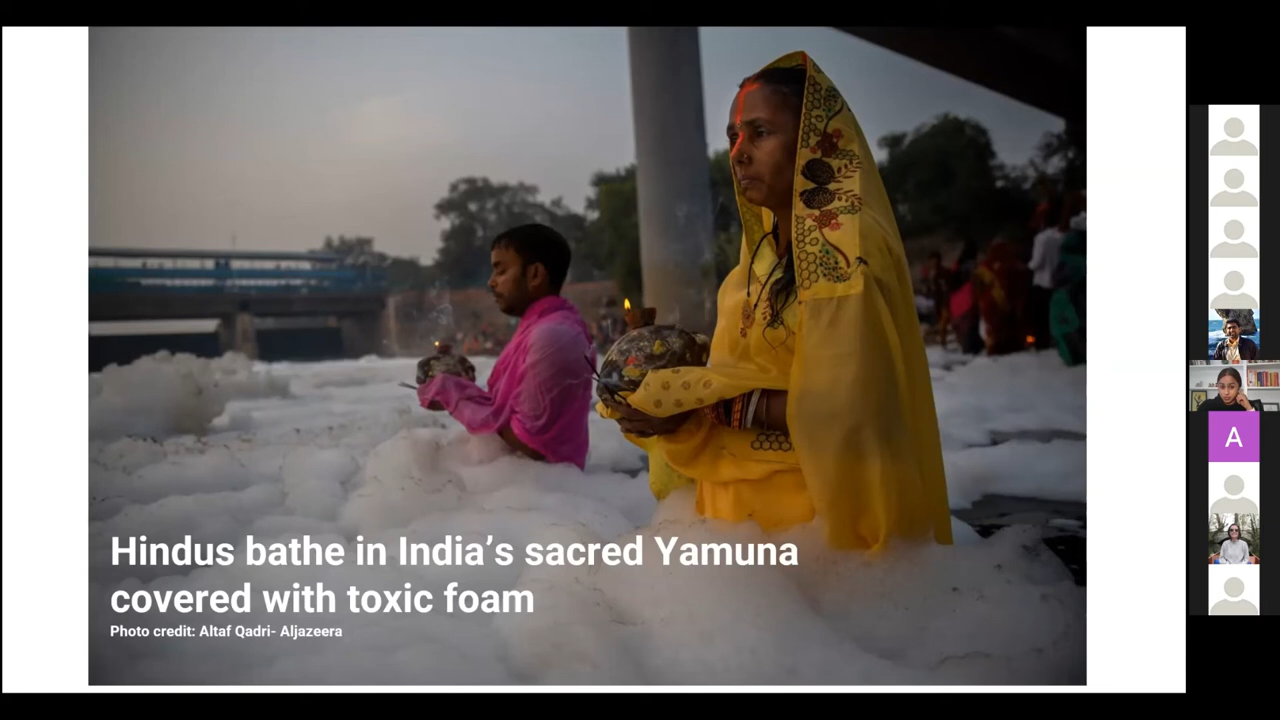 Hindus bathe in India’s sacred Yamuna
covered with toxic foam
Photo credit: Altaf Qadri- Aljazeera
A